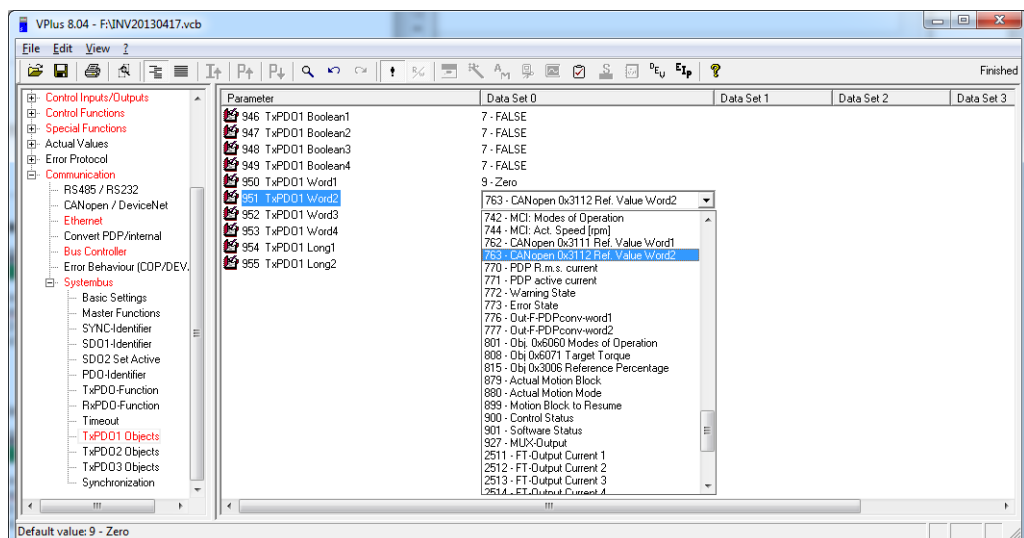 VPlus 8.04 - F:\INV20130417.vcb
File Edit View ?
Finished
Control Inputs/Outputs
Control Functions
Special Functions
Actual Values
Error Protocol
Communication
RS485 / RS232
CANopen / DeviceNet
Ethernet
Convert PDP/internal
Bus Controller
Error Behaviour (COP/DEV.
Systembus
Basic Settings
Master Functions
SYNC-Identifier
SDO1-Identifier
SDO2 Set Active
PDO-Identifier
TxPDO-Function
RxPDO-Function
Timeout
TxPDO1 Objects
TxPDO2 Objects
TxPDO3 Objects
Synchronization
Parameter Data Set 0 Data Set 1 Data Set 2 Data Set 3
946 TxPDO1 Boolean1 7 - FALSE
947 TxPDO1 Boolean2 7 - FALSE
948 TxPDO1 Boolean3 7 - FALSE
949 TxPDO1 Boolean4 7 - FALSE
950 TxPDO1 Word1 9 - Zero
951 TxPDO1 Word2 763 - CANopen 0x3112 Ref. Value Word2
952 TxPDO1 Word3
953 TxPDO1 Word4
954 TxPDO1 Long1
955 TxPDO1 Long2
742 - MCI: Modes of Operation
744 - MCI: Act. Speed [rpm]
762 - CANopen 0x3111 Ref. Value Word1
763 - CANopen 0x3112 Ref. Value Word2
770 - PDP R.m.s. current
771 - PDP active current
772 - Warning State
773 - Error State
776 - Out-F-PDPconv-word1
777 - Out-F-PDPconv-word2
801 - Obj. 0x6060 Modes of Operation
808 - Obj 0x6071 Target Torque
815 - Obj 0x3006 Reference Percentage
879 - Actual Motion Block
880 - Actual Motion Mode
899 - Motion Block to Resume
900 - Control Status
901 - Software Status
927 - MUX-Output
2511 - FT-Output Current 1
2512 - FT-Output Current 2
2513 - FT-Output Current 3
2514 - FT-Output Current 4
Default value: 9 - Zero